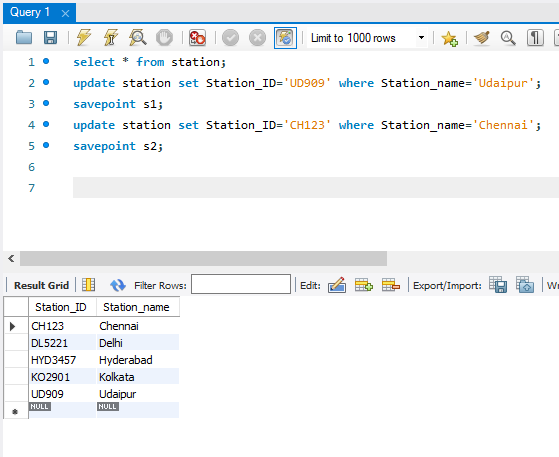 Query 1
Limit to 1000 rows
1 select * from station;
2 update station set Station_ID='UD909' where Station_name='Udaipur';
3 savepoint s1;
4 update station set Station_ID='CH123' where Station_name='Chennai';
5 savepoint s2;
6
7
Result Grid Filter Rows: Edit: Export/Import: Wr
Station_ID Station_name
CH123 Chennai
DL5221 Delhi
HYD3457 Hyderabad
KO2901 Kolkata
UD909 Udaipur
NULL NULL